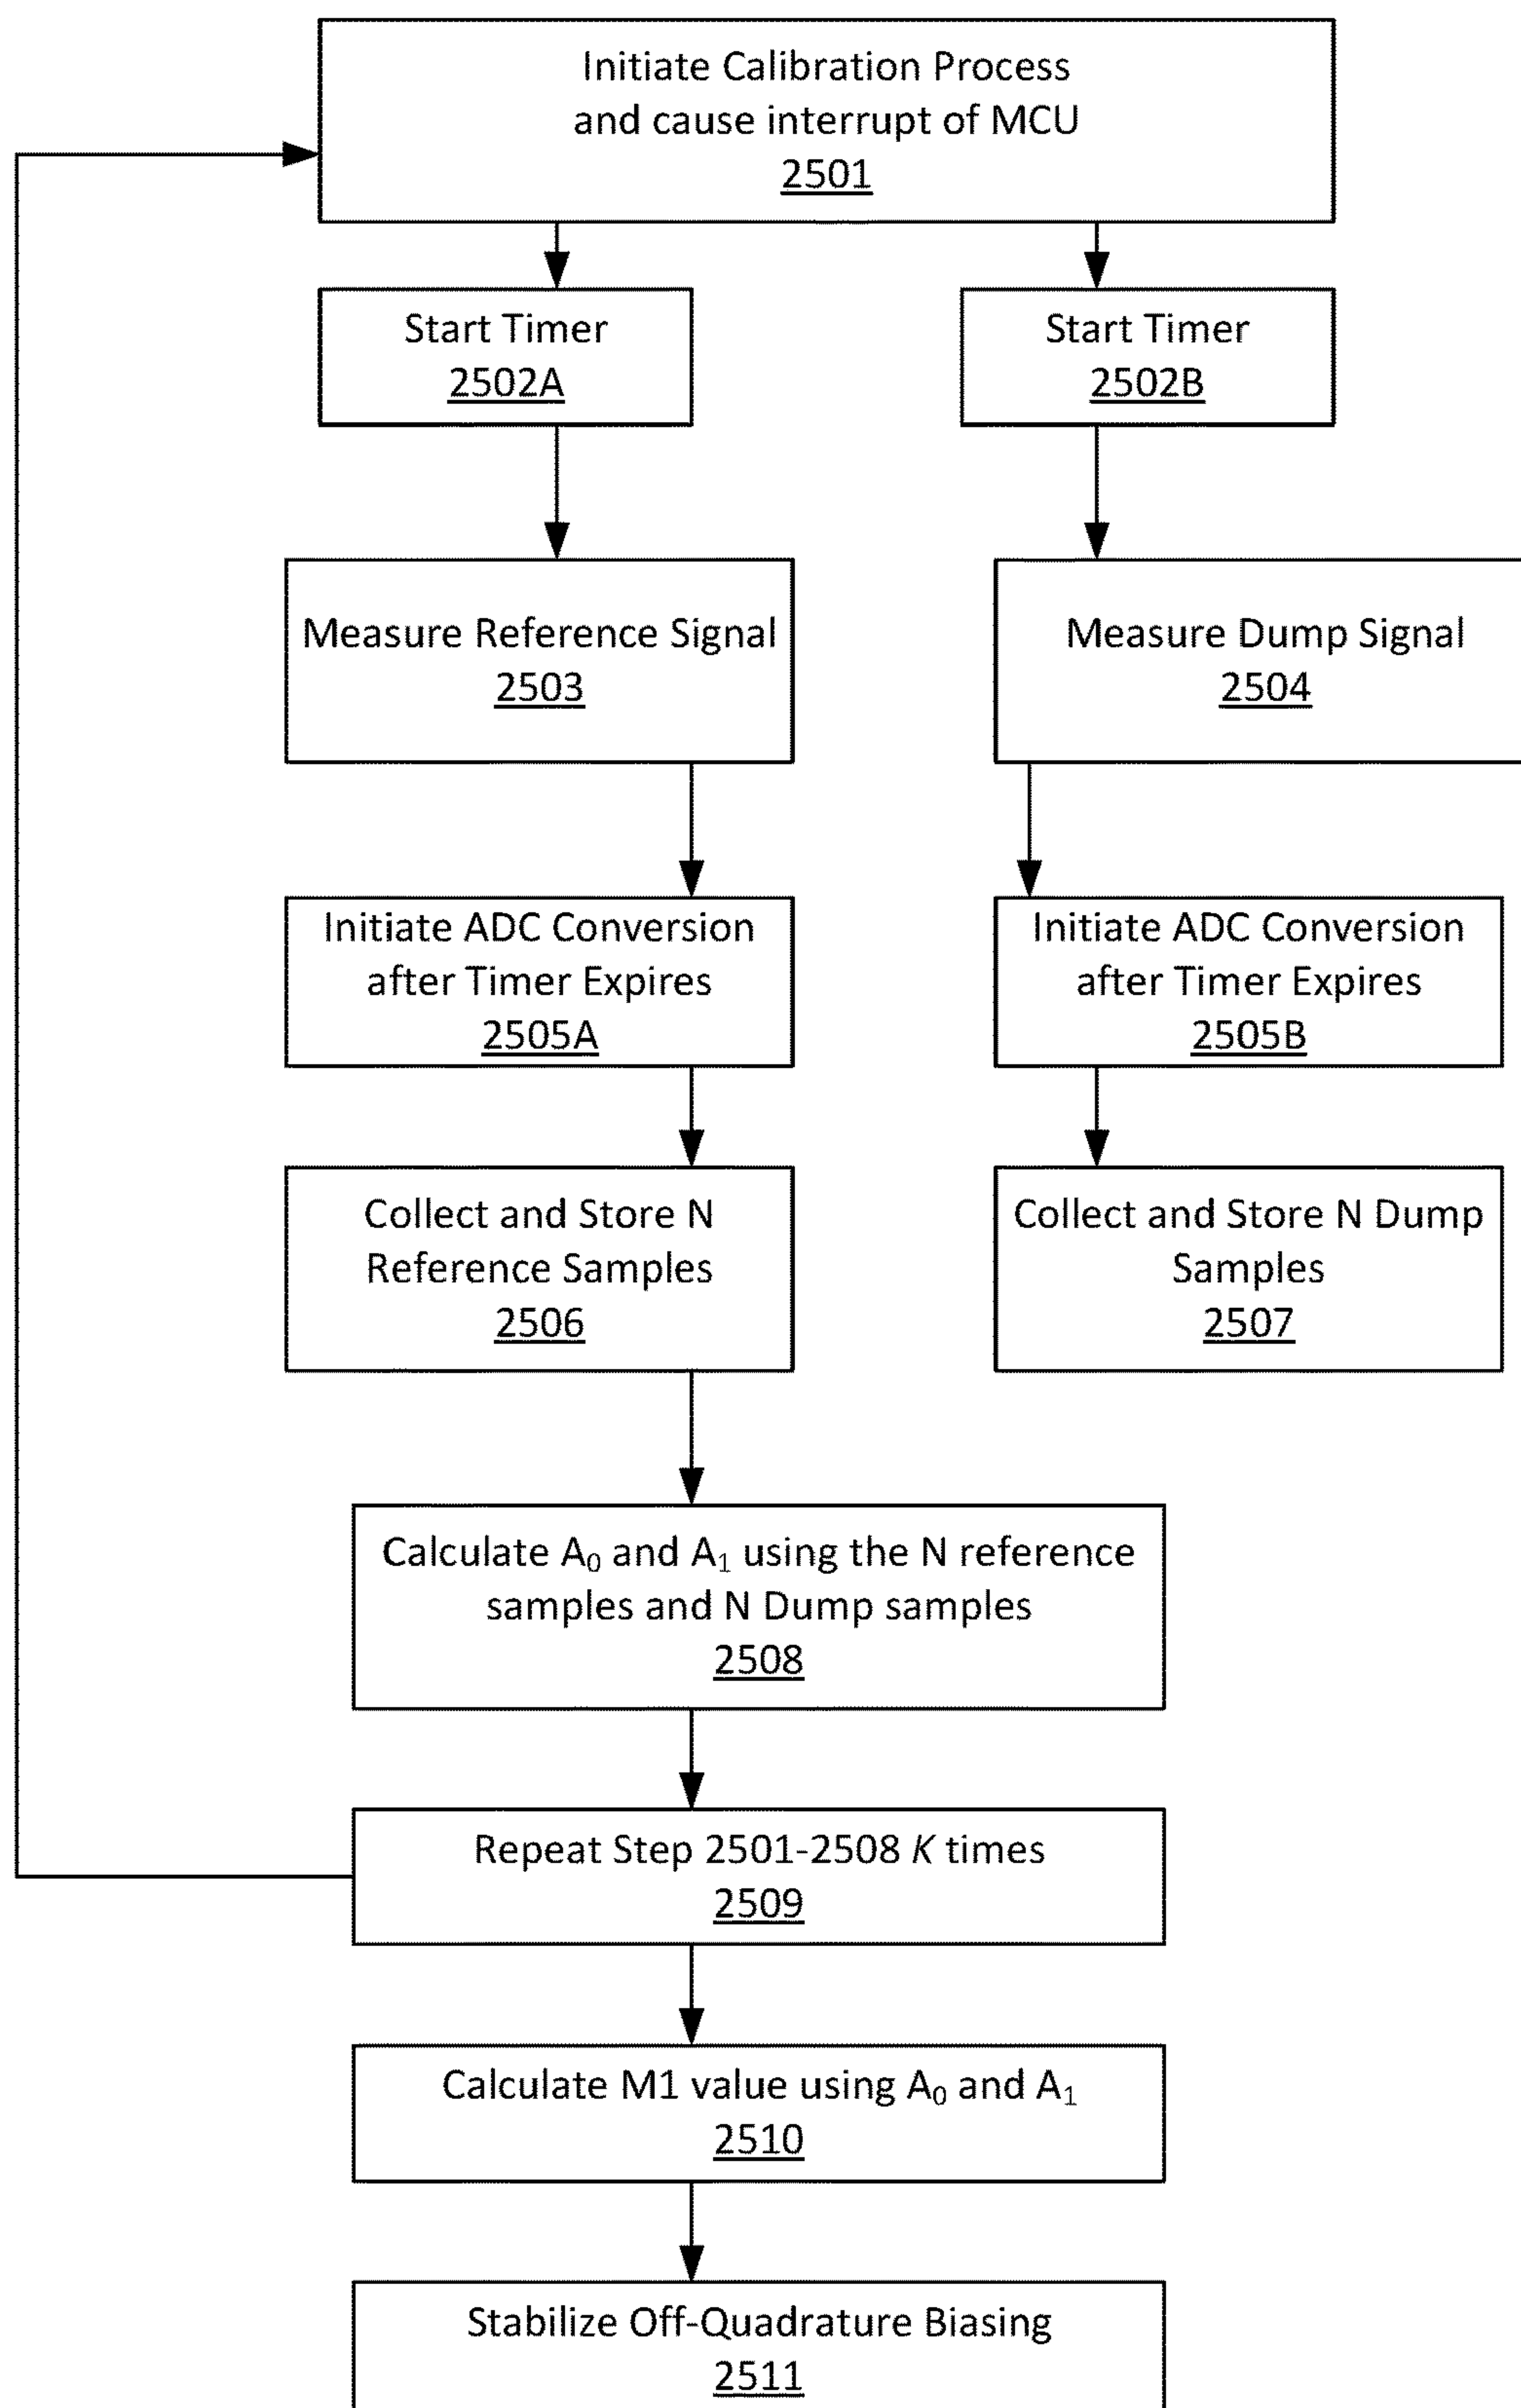 Initiate Calibration Process
and cause interrupt of MCU
2501
Start Timer
2502A
Start Timer
2502B
Measure Reference Signal
2503
Measure Dump Signal
2504
Initiate ADC Conversion
after Timer Expires
2505A
Initiate ADC Conversion
after Timer Expires
2505B
Collect and Store N
Reference Samples
2506
Collect and Store N Dump
Samples
2507
Calculate A₀ and A₁ using the N reference
samples and N Dump samples
2508
Repeat Step 2501-2508 K times
2509
Calculate M1 value using A₀ and A₁
2510
Stabilize Off-Quadrature Biasing
2511